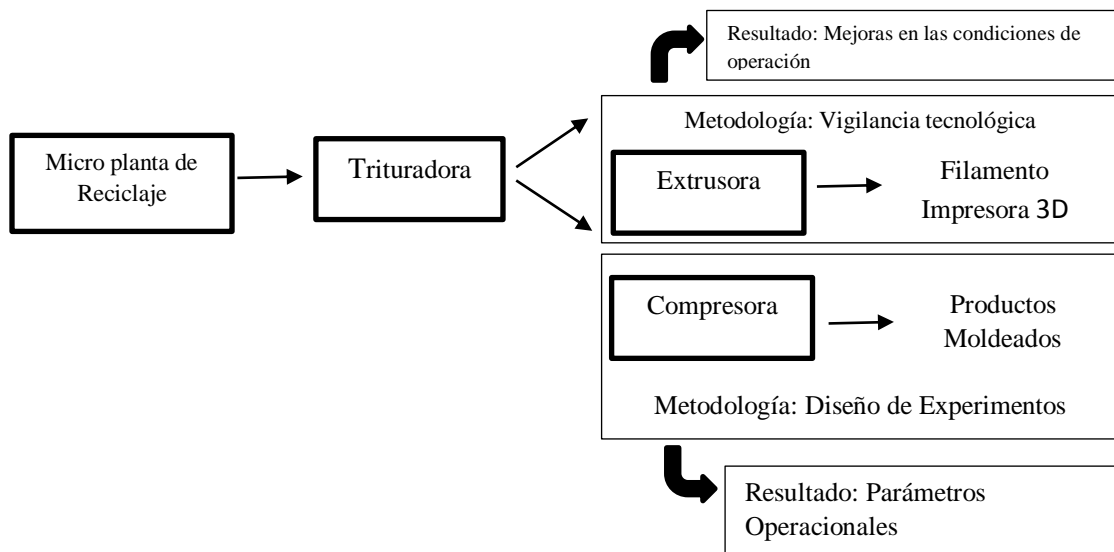 Resultado: Mejoras en las condiciones de
operación
Metodología: Vigilancia tecnológica
Micro planta de
Reciclaje
Trituradora
Extrusora
Filamento
Impresora 3D
Compresora
Productos
Moldeados
Metodología: Diseño de Experimentos
Resultado: Parámetros
Operacionales